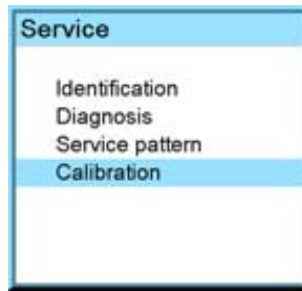 Service
Identification
Diagnosis
Service pattern
Calibration